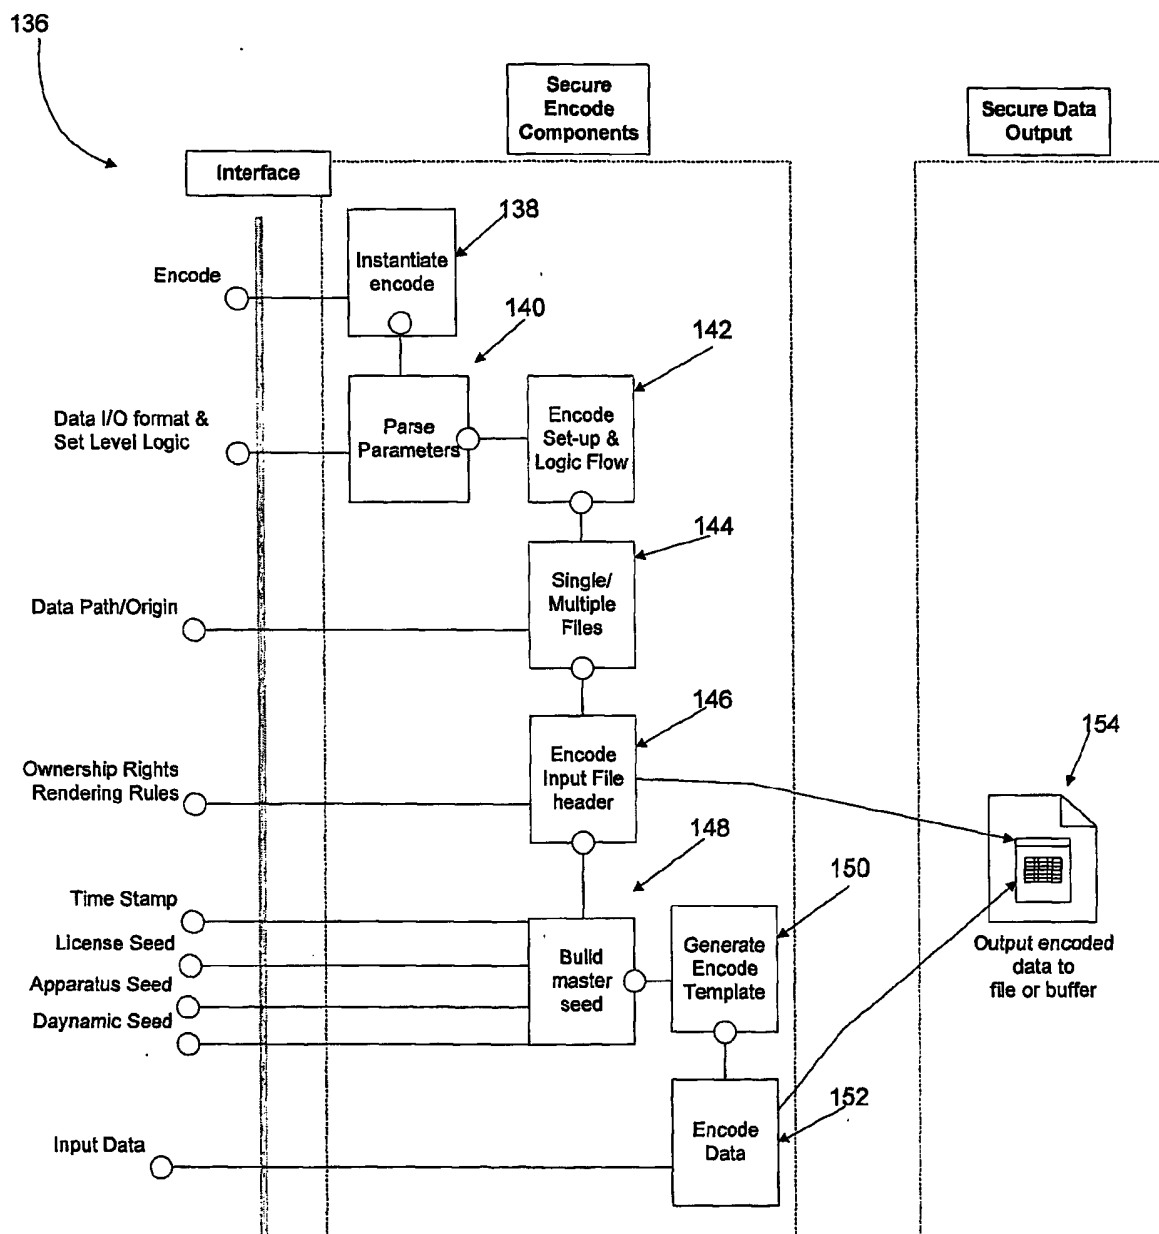 136
Secure
Encode
Components
Secure Data
Output
Interface
138
Instantiate
encode
Encode
140
142
Data I/O format &
Set Level Logic
Parse
Parameters
Encode
Set-up &
Logic Flow
144
Single/
Multiple
Files
Data Path/Origin
146
154
Encode
Input File
header
Ownership Rights
Rendering Rules
148
150
Time Stamp
License Seed
Apparatus Seed
Daynamic Seed
Build
master
seed
Generate
Encode
Template
Output encoded
data to
file or buffer
152
Encode
Data
Input Data